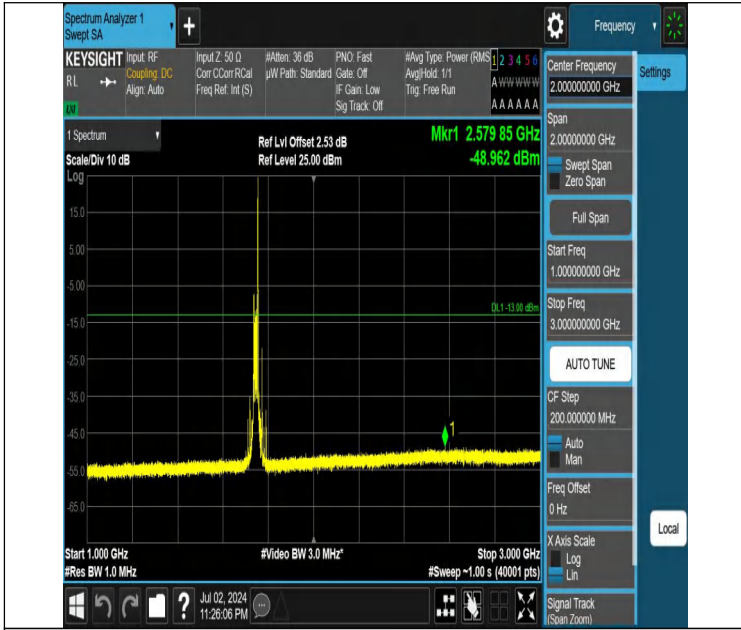 Spectrum Analyzer 1
Swept SA
+
Frequency
KEYSIGHT
RL
Input: RF
Coupling: DC
Align: Auto
Input Z: 50 Ω
Corr CCorr RCal
Freq Ref: Int (S)
#Atten: 36 dB
µW Path: Standard
PNO: Fast
Gate: Off
IF Gain: Low
Sig Track: Off
#Avg Type: Power (RMS
Avg|Hold: 1/1
Trig: Free Run
1 2 3 4 5 6
A W W W W W
A A A A A A
1 Spectrum
Scale/Div 10 dB
Ref Lvl Offset 2.53 dB
Ref Level 25.00 dBm
Mkr1 2.579 85 GHz
-48.962 dBm
Log
15.0
5.00
-5.00
DL1 -13.00 dBm
-15.0
-25.0
-35.0
1
-45.0
-55.0
-65.0
Start 1.000 GHz
#Res BW 1.0 MHz
#Video BW 3.0 MHz*
Stop 3.000 GHz
#Sweep ~1.00 s (40001 pts)
Jul 02, 2024
11:26:06 PM
?
Center Frequency
2.000000000 GHz
Settings
Span
2.00000000 GHz
Swept Span
Zero Span
Full Span
Start Freq
1.000000000 GHz
Stop Freq
3.000000000 GHz
AUTO TUNE
CF Step
200.000000 MHz
Auto
Man
Freq Offset
0 Hz
Local
X Axis Scale
Log
Lin
Signal Track
(Span Zoom)